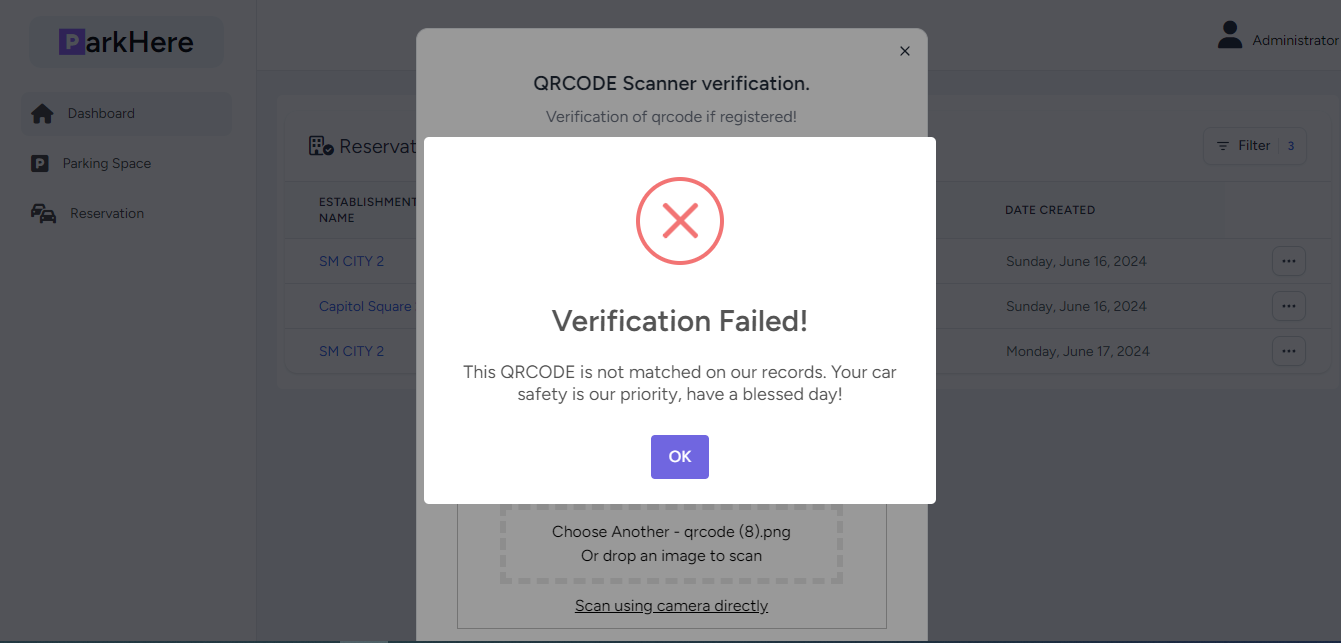 ParkHere
Administrator
Dashboard
Parking Space
Reservation
×
QRCODE Scanner verification.
Verification of qrcode if registered!
Reservat
Filter 3
ESTABLISHMENT
NAME
DATE CREATED
SM CITY 2
Sunday, June 16, 2024
Capitol Square
Sunday, June 16, 2024
SM CITY 2
Monday, June 17, 2024
Verification Failed!
This QRCODE is not matched on our records. Your car
safety is our priority, have a blessed day!
OK
Choose Another - qrcode (8).png
Or drop an image to scan
Scan using camera directly